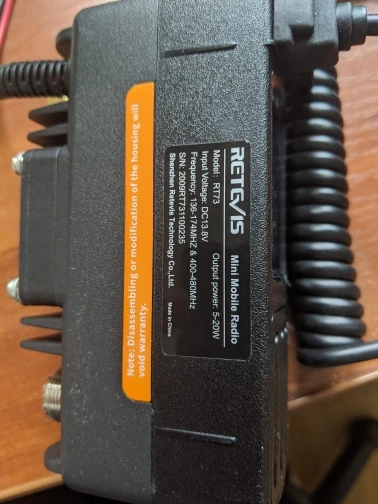 RETEVIS Mini Mobile Radio
Model: RT73 Output power: 5-20W
Input Voltage: DC13.8V
Frequency: 136-174MHZ & 400-480MHz
S/N: 2009RT731100235
Shenzhen Retevis Technology Co.,Ltd. Made in China
Note: Disassembling or modification of the housing will
void warranty.